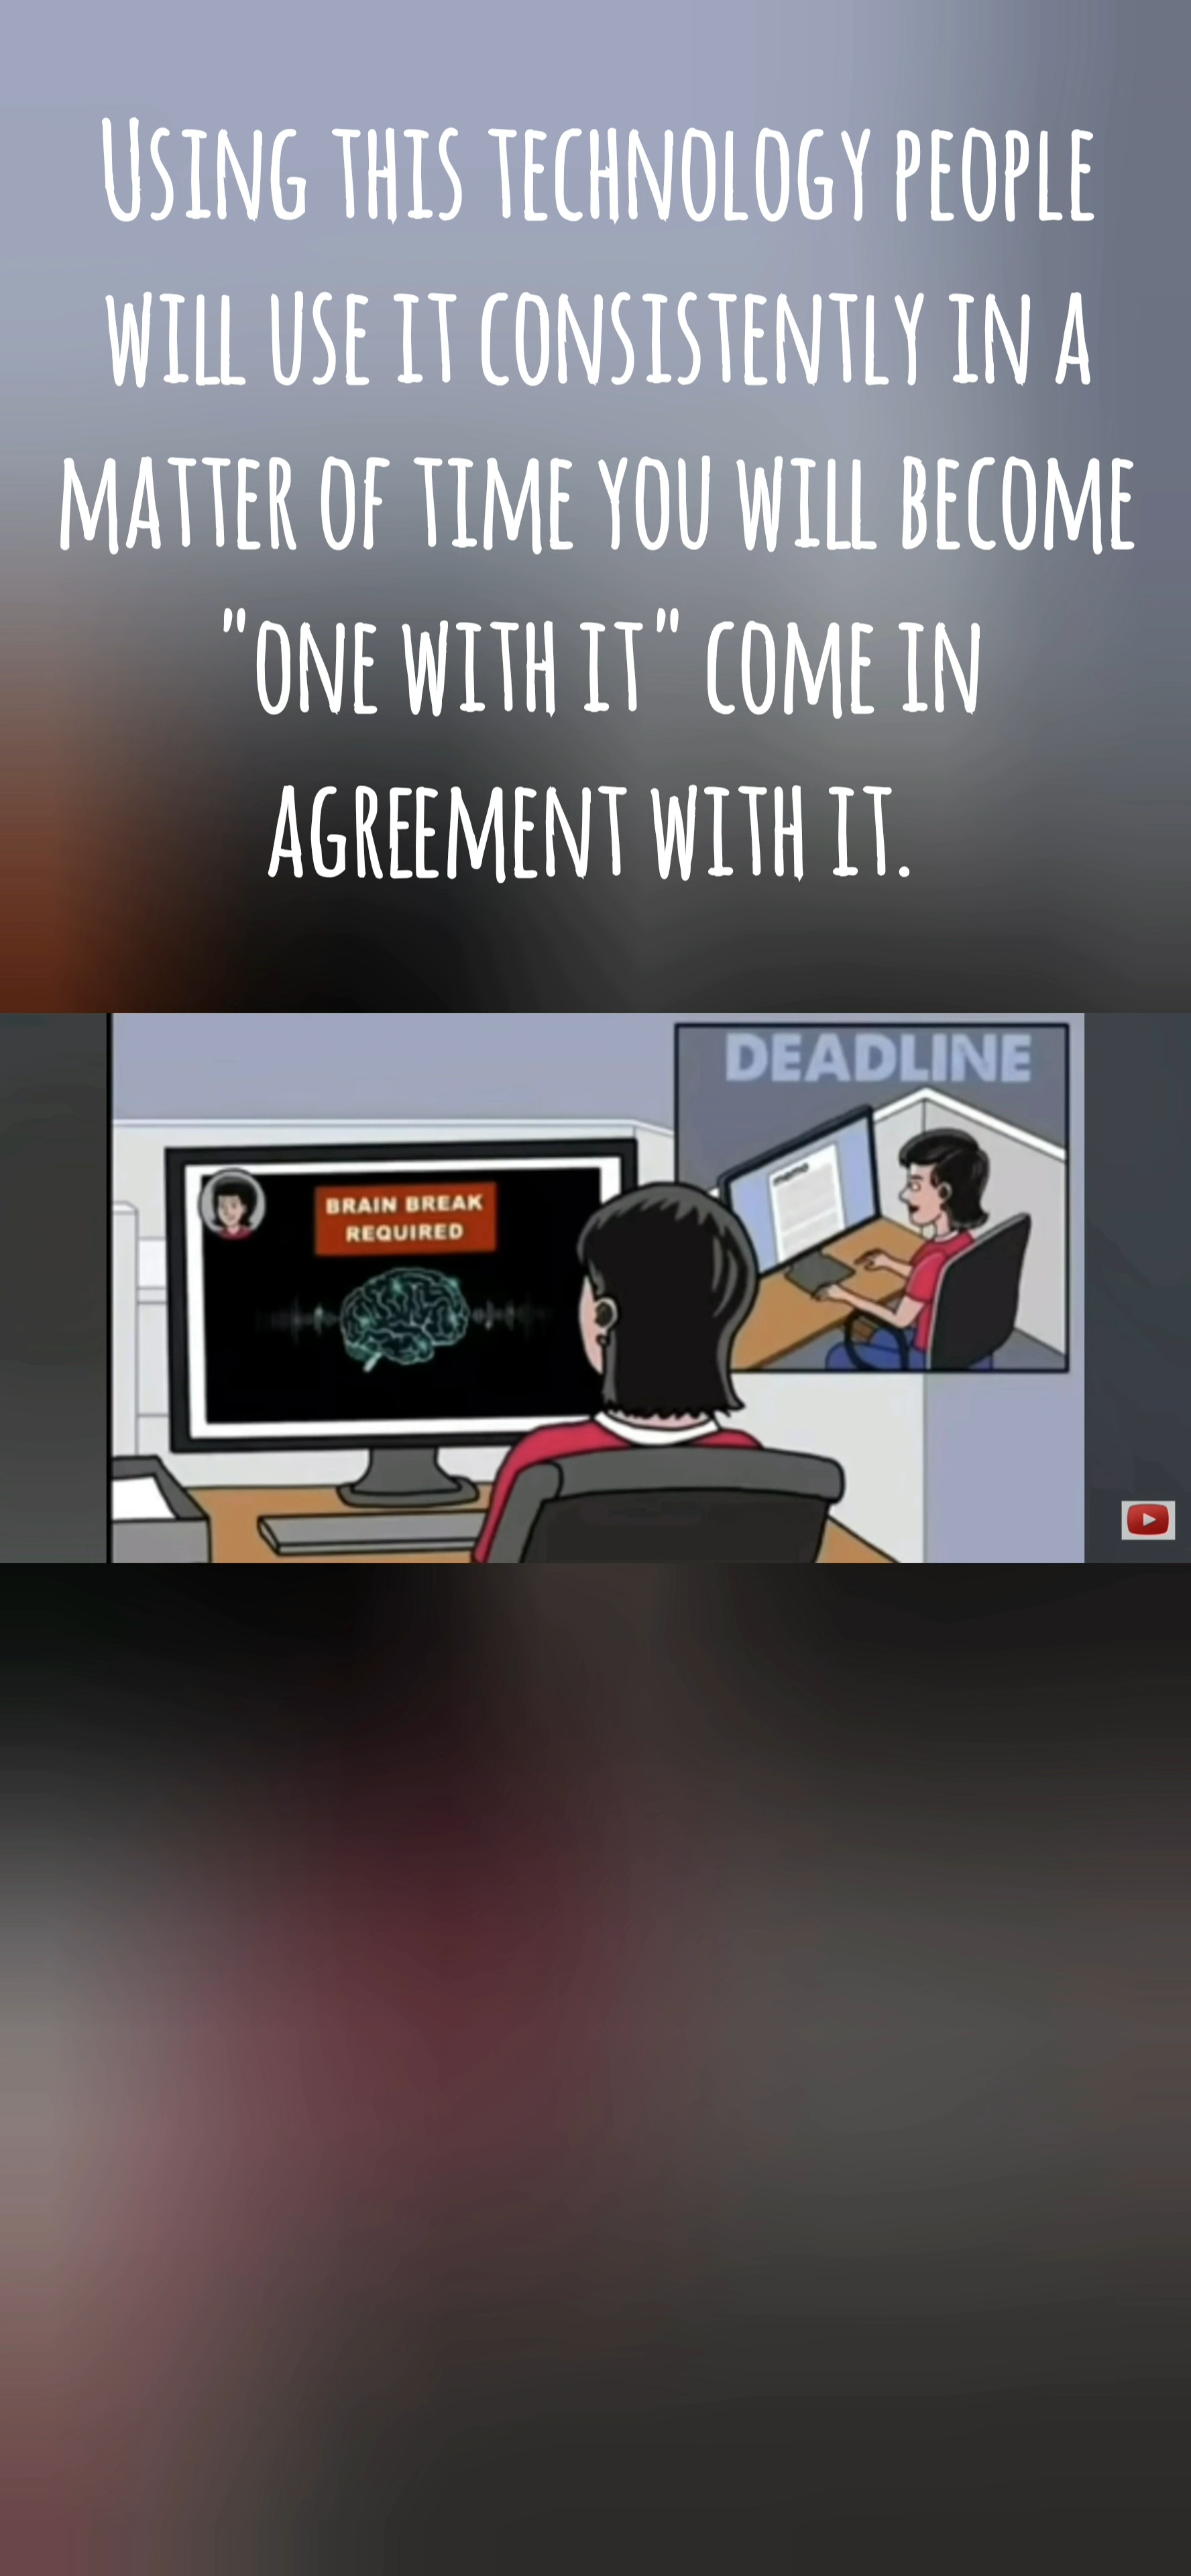 Using this technology people
will use it consistently in a
matter of time you will become
"one with it" come in
agreement with it.
DEADLINE
memo
BRAIN BREAK
REQUIRED